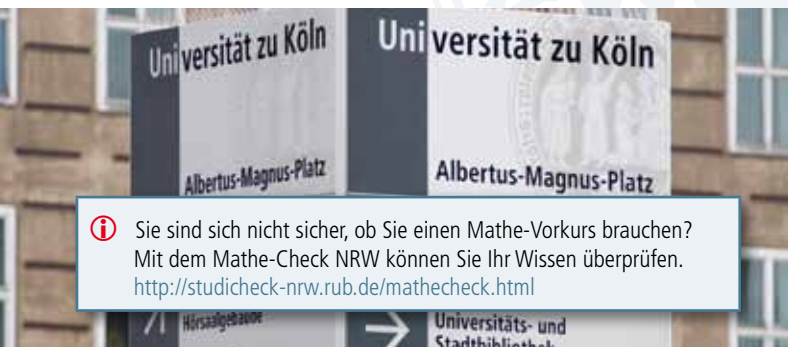 Universität zu Köln
Universität zu Köln
Albertus-Magnus-Platz
Albertus-Magnus-Platz
Sie sind sich nicht sicher, ob Sie einen Mathe-Vorkurs brauchen?
Mit dem Mathe-Check NRW können Sie Ihr Wissen überprüfen.
http://studicheck-nrw.rub.de/mathecheck.html
Hörsaalgebäude
Universitäts- und
Stadtbibliothek